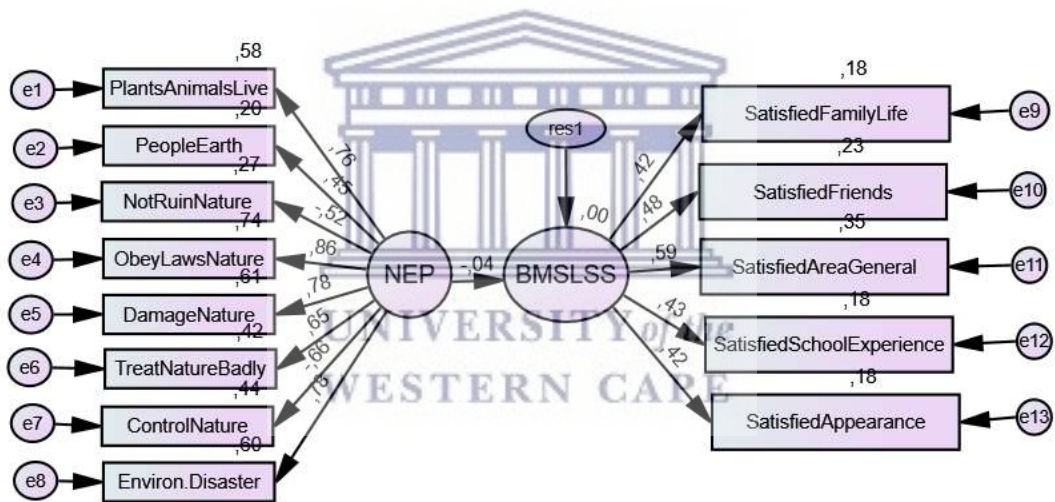 ,58
e1 PlantsAnimalsLive
,20
e2 PeopleEarth
,27
e3 NotRuinNature
,74
e4 ObeyLawsNature
,61
e5 DamageNature
,42
e6 TreatNatureBadly
,44
e7 ControlNature
,60
e8 Environ.Disaster
,76
,45
-,52
,86
,78
,65
-,66
,78
NEP
-,04
res1
,00
BMSLSS
,42
,48
,59
,43
,42
,18
SatisfiedFamilyLife e9
,23
SatisfiedFriends e10
,35
SatisfiedAreaGeneral e11
,18
SatisfiedSchoolExperience e12
,18
SatisfiedAppearance e13
UNIVERSITY of the
WESTERN CAPE